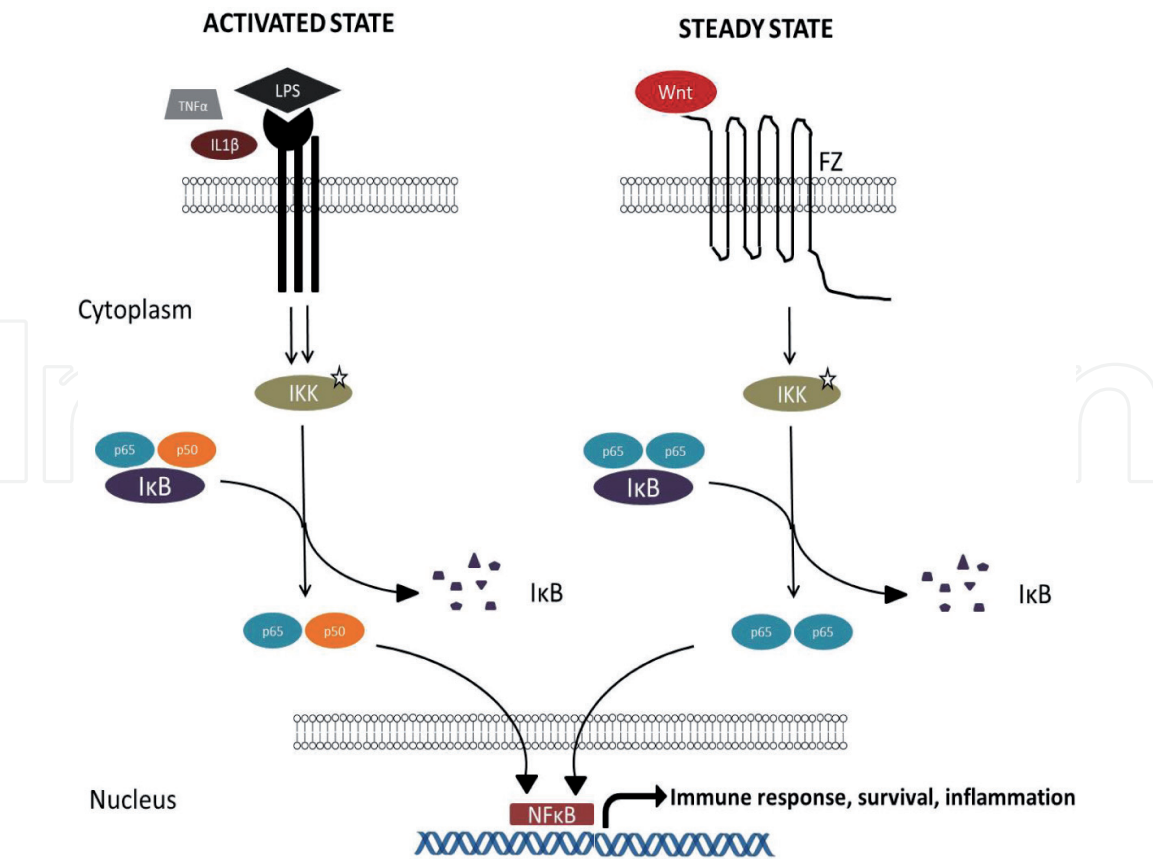 ACTIVATED STATE
STEADY STATE
LPS
TNFα
IL1β
Wnt
FZ
Cytoplasm
IKK
IKK
p65 p50
IκB
p65 p65
IκB
IκB
IκB
p65 p50
p65 p65
Nucleus
NFκB
Immune response, survival, inflammation